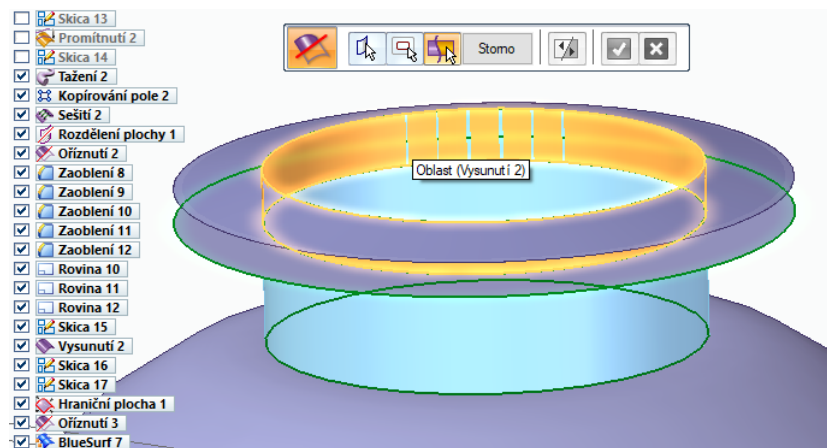 Skica 13
Promítnutí 2
Skica 14
Tažení 2
Kopírování pole 2
Sešití 2
Rozdělení plochy 1
Oříznutí 2
Zaoblení 8
Zaoblení 9
Zaoblení 10
Zaoblení 11
Zaoblení 12
Rovina 10
Rovina 11
Rovina 12
Skica 15
Vysunutí 2
Skica 16
Skica 17
Hraniční plocha 1
Oříznutí 3
BlueSurf 7
Storno
Oblast (Vysunutí 2)